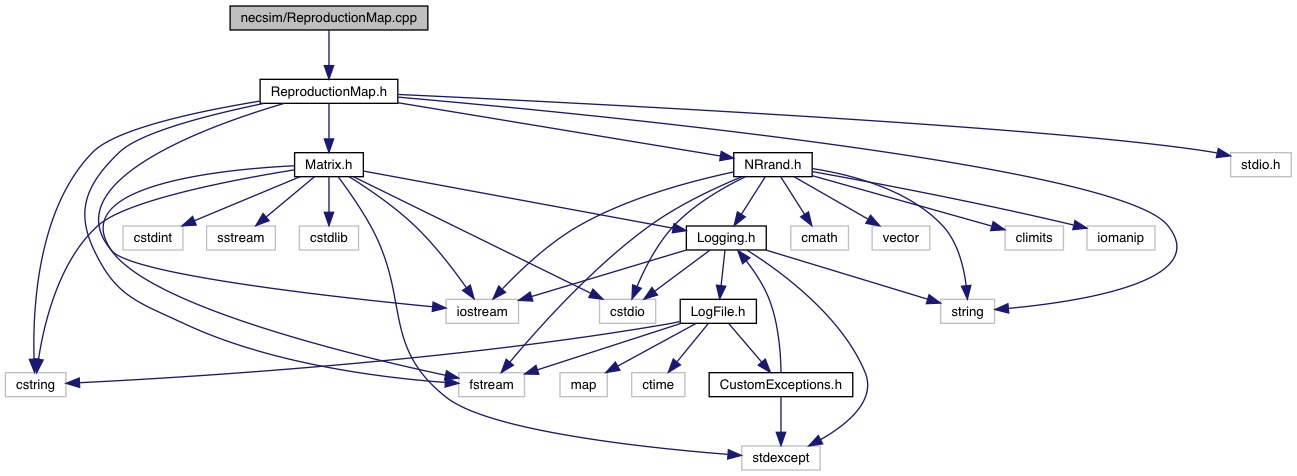 necsim/ReproductionMap.cpp
ReproductionMap.h
Matrix.h
NRrand.h
stdio.h
cstdint
sstream
cstdlib
Logging.h
cmath
vector
climits
iomanip
iostream
cstdio
LogFile.h
string
cstring
fstream
map
ctime
CustomExceptions.h
stdexcept